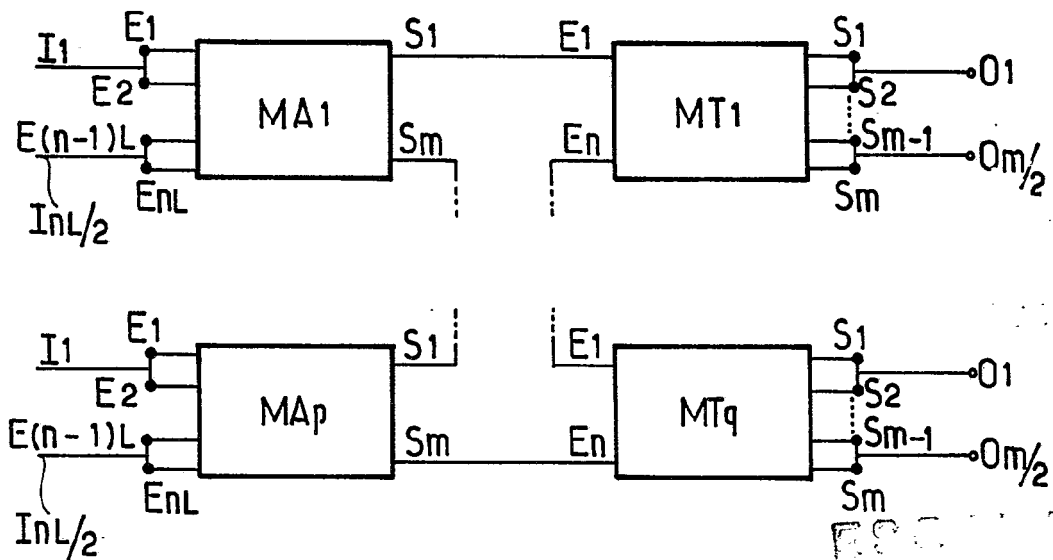 I1
E1
E2
E(n-1)L
EnL
InL/2
MA1
S1
Sm
E1
En
MT1
S1
S2
Sm-1
Sm
O1
Om/2
I1
E1
E2
E(n-1)L
EnL
InL/2
MAp
S1
Sm
E1
En
MTq
S1
S2
Sm-1
Sm
O1
Om/2